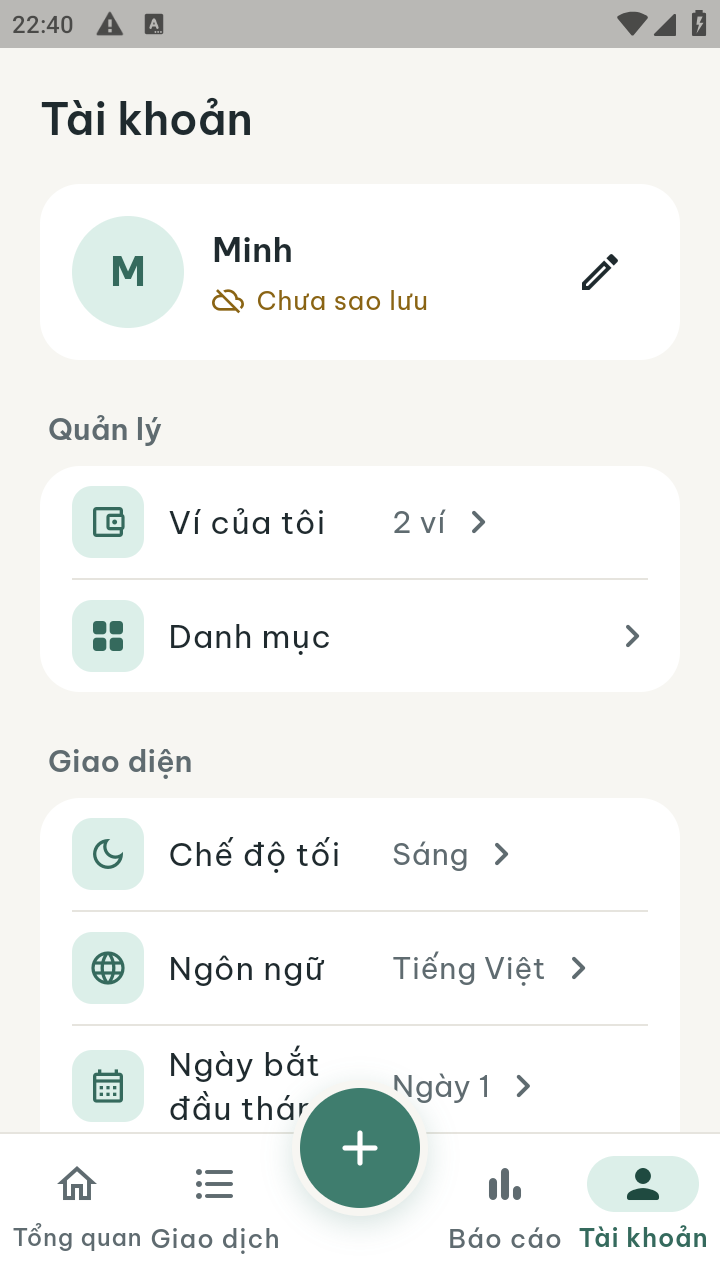 22:40
Tài khoản
M
Minh
Chưa sao lưu
Quản lý
Ví của tôi 2 ví
Danh mục
Giao diện
Chế độ tối Sáng
Ngôn ngữ Tiếng Việt
Ngày bắt
đầu Ngày 1
Tổng quan Giao dịch Báo cáo Tài khoản